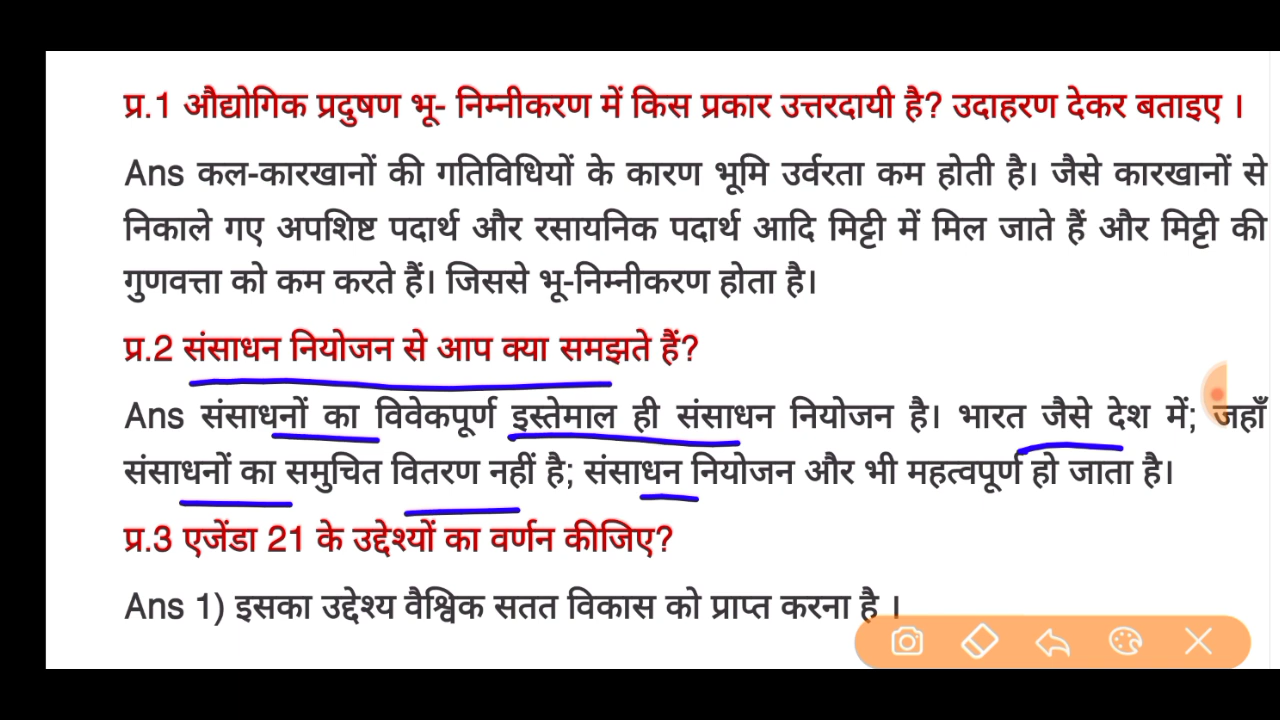 प्र.1 औद्योगिक प्रदुषण भू- निम्नीकरण में किस प्रकार उत्तरदायी है? उदाहरण देकर बताइए ।
Ans कल-कारखानों की गतिविधियों के कारण भूमि उर्वरता कम होती है। जैसे कारखानों से
निकाले गए अपशिष्ट पदार्थ और रसायनिक पदार्थ आदि मिट्टी में मिल जाते हैं और मिट्टी की
गुणवत्ता को कम करते हैं। जिससे भू-निम्नीकरण होता है।
प्र.2 संसाधन नियोजन से आप क्या समझते हैं?
Ans संसाधनों का विवेकपूर्ण इस्तेमाल ही संसाधन नियोजन है। भारत जैसे देश में; जहाँ
संसाधनों का समुचित वितरण नहीं है; संसाधन नियोजन और भी महत्वपूर्ण हो जाता है।
प्र.3 एजेंडा 21 के उद्देश्यों का वर्णन कीजिए?
Ans 1) इसका उद्देश्य वैश्विक सतत विकास को प्राप्त करना है ।